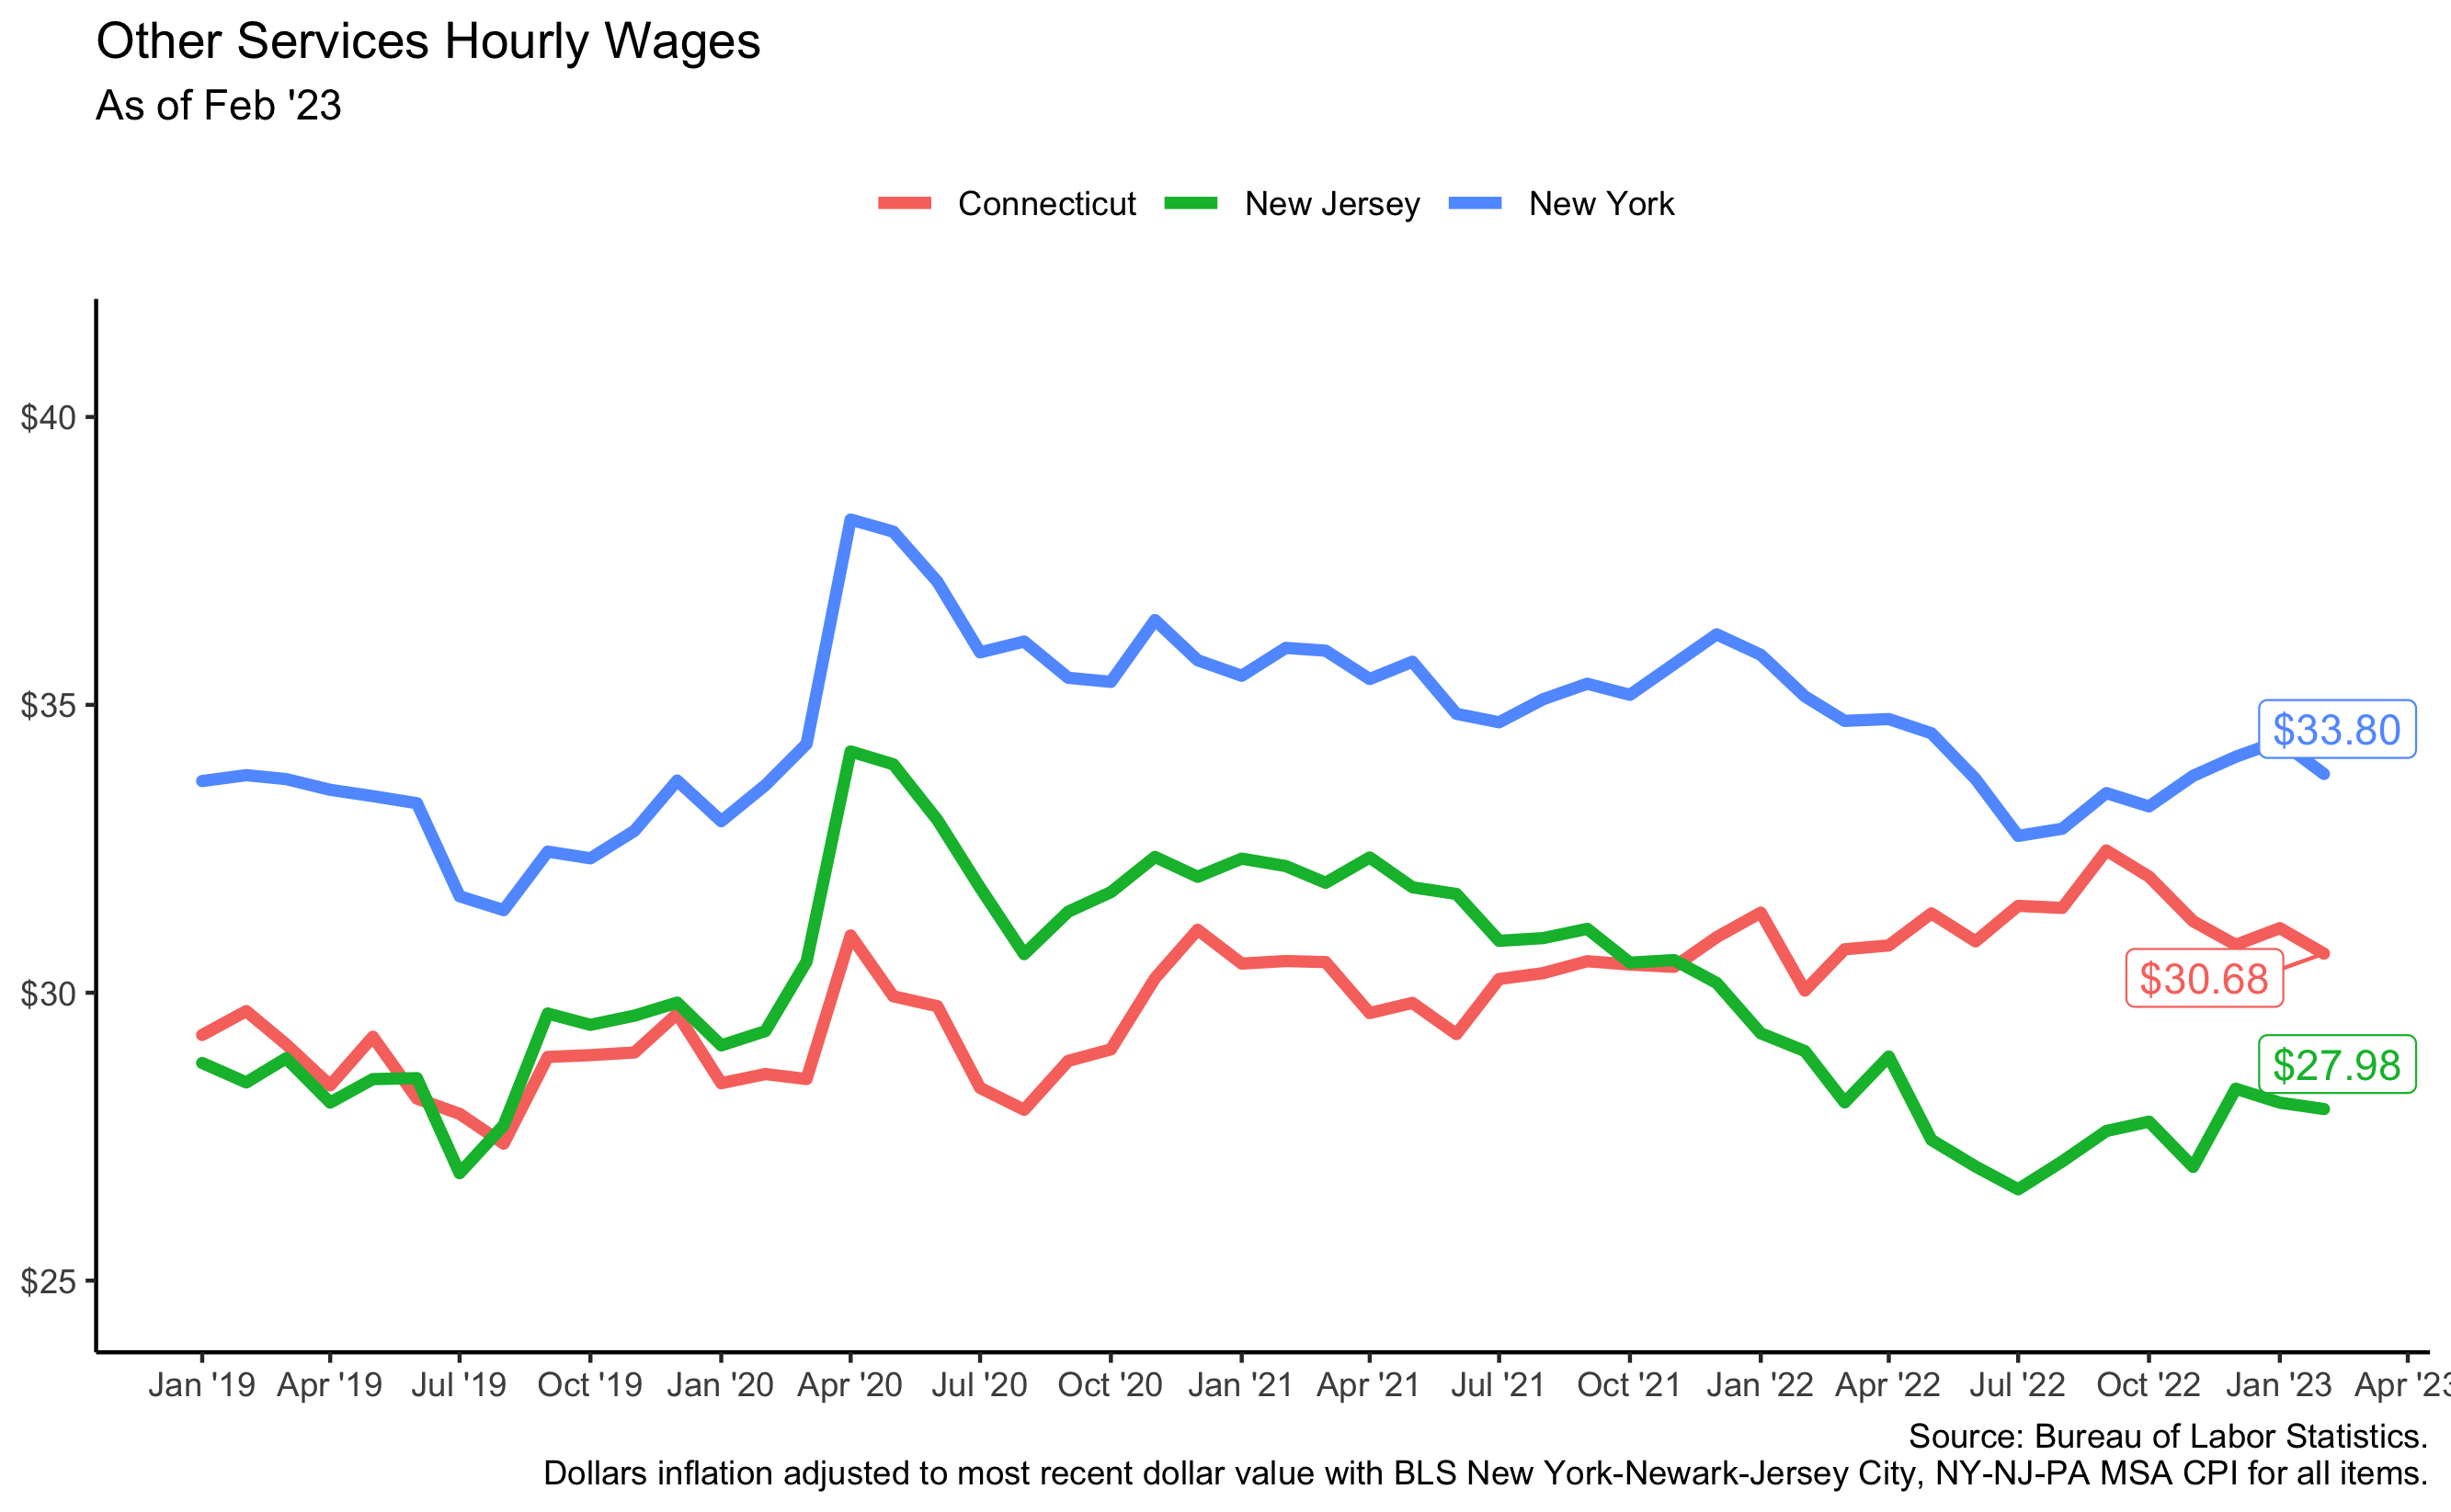 Other Services Hourly Wages
As of Feb '23
Connecticut New Jersey New York
$40
$35
$30
$25
$33.80
$30.68
$27.98
Jan '19 Apr '19 Jul '19 Oct '19 Jan '20 Apr '20 Jul '20 Oct '20 Jan '21 Apr '21 Jul '21 Oct '21 Jan '22 Apr '22 Jul '22 Oct '22 Jan '23 Apr '23
Source: Bureau of Labor Statistics.
Dollars inflation adjusted to most recent dollar value with BLS New York-Newark-Jersey City, NY-NJ-PA MSA CPI for all items.